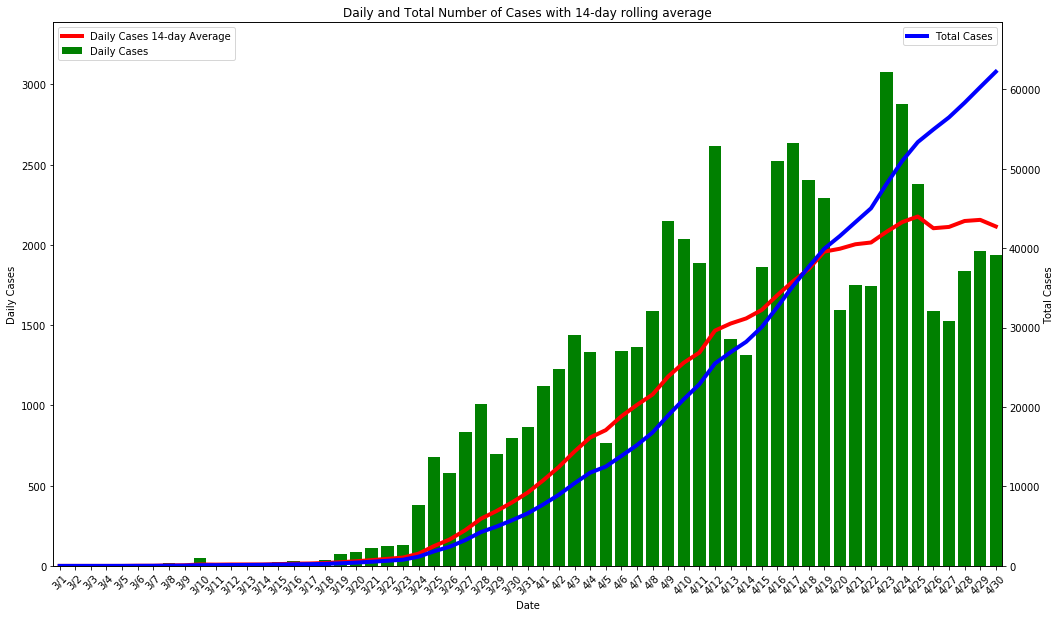 Daily and Total Number of Cases with 14-day rolling average
Daily Cases 14-day Average
Daily Cases
Total Cases
3000
2500
2000
1500
1000
500
0
Daily Cases
60000
50000
40000
30000
20000
10000
0
Total Cases
3/1 3/2 3/3 3/4 3/5 3/6 3/7 3/8 3/9 3/10 3/11 3/12 3/13 3/14 3/15 3/16 3/17 3/18 3/19 3/20 3/21 3/22 3/23 3/24 3/25 3/26 3/27 3/28 3/29 3/30 3/31 4/1 4/2 4/3 4/4 4/5 4/6 4/7 4/8 4/9 4/10 4/11 4/12 4/13 4/14 4/15 4/16 4/17 4/18 4/19 4/20 4/21 4/22 4/23 4/24 4/25 4/26 4/27 4/28 4/29 4/30
Date